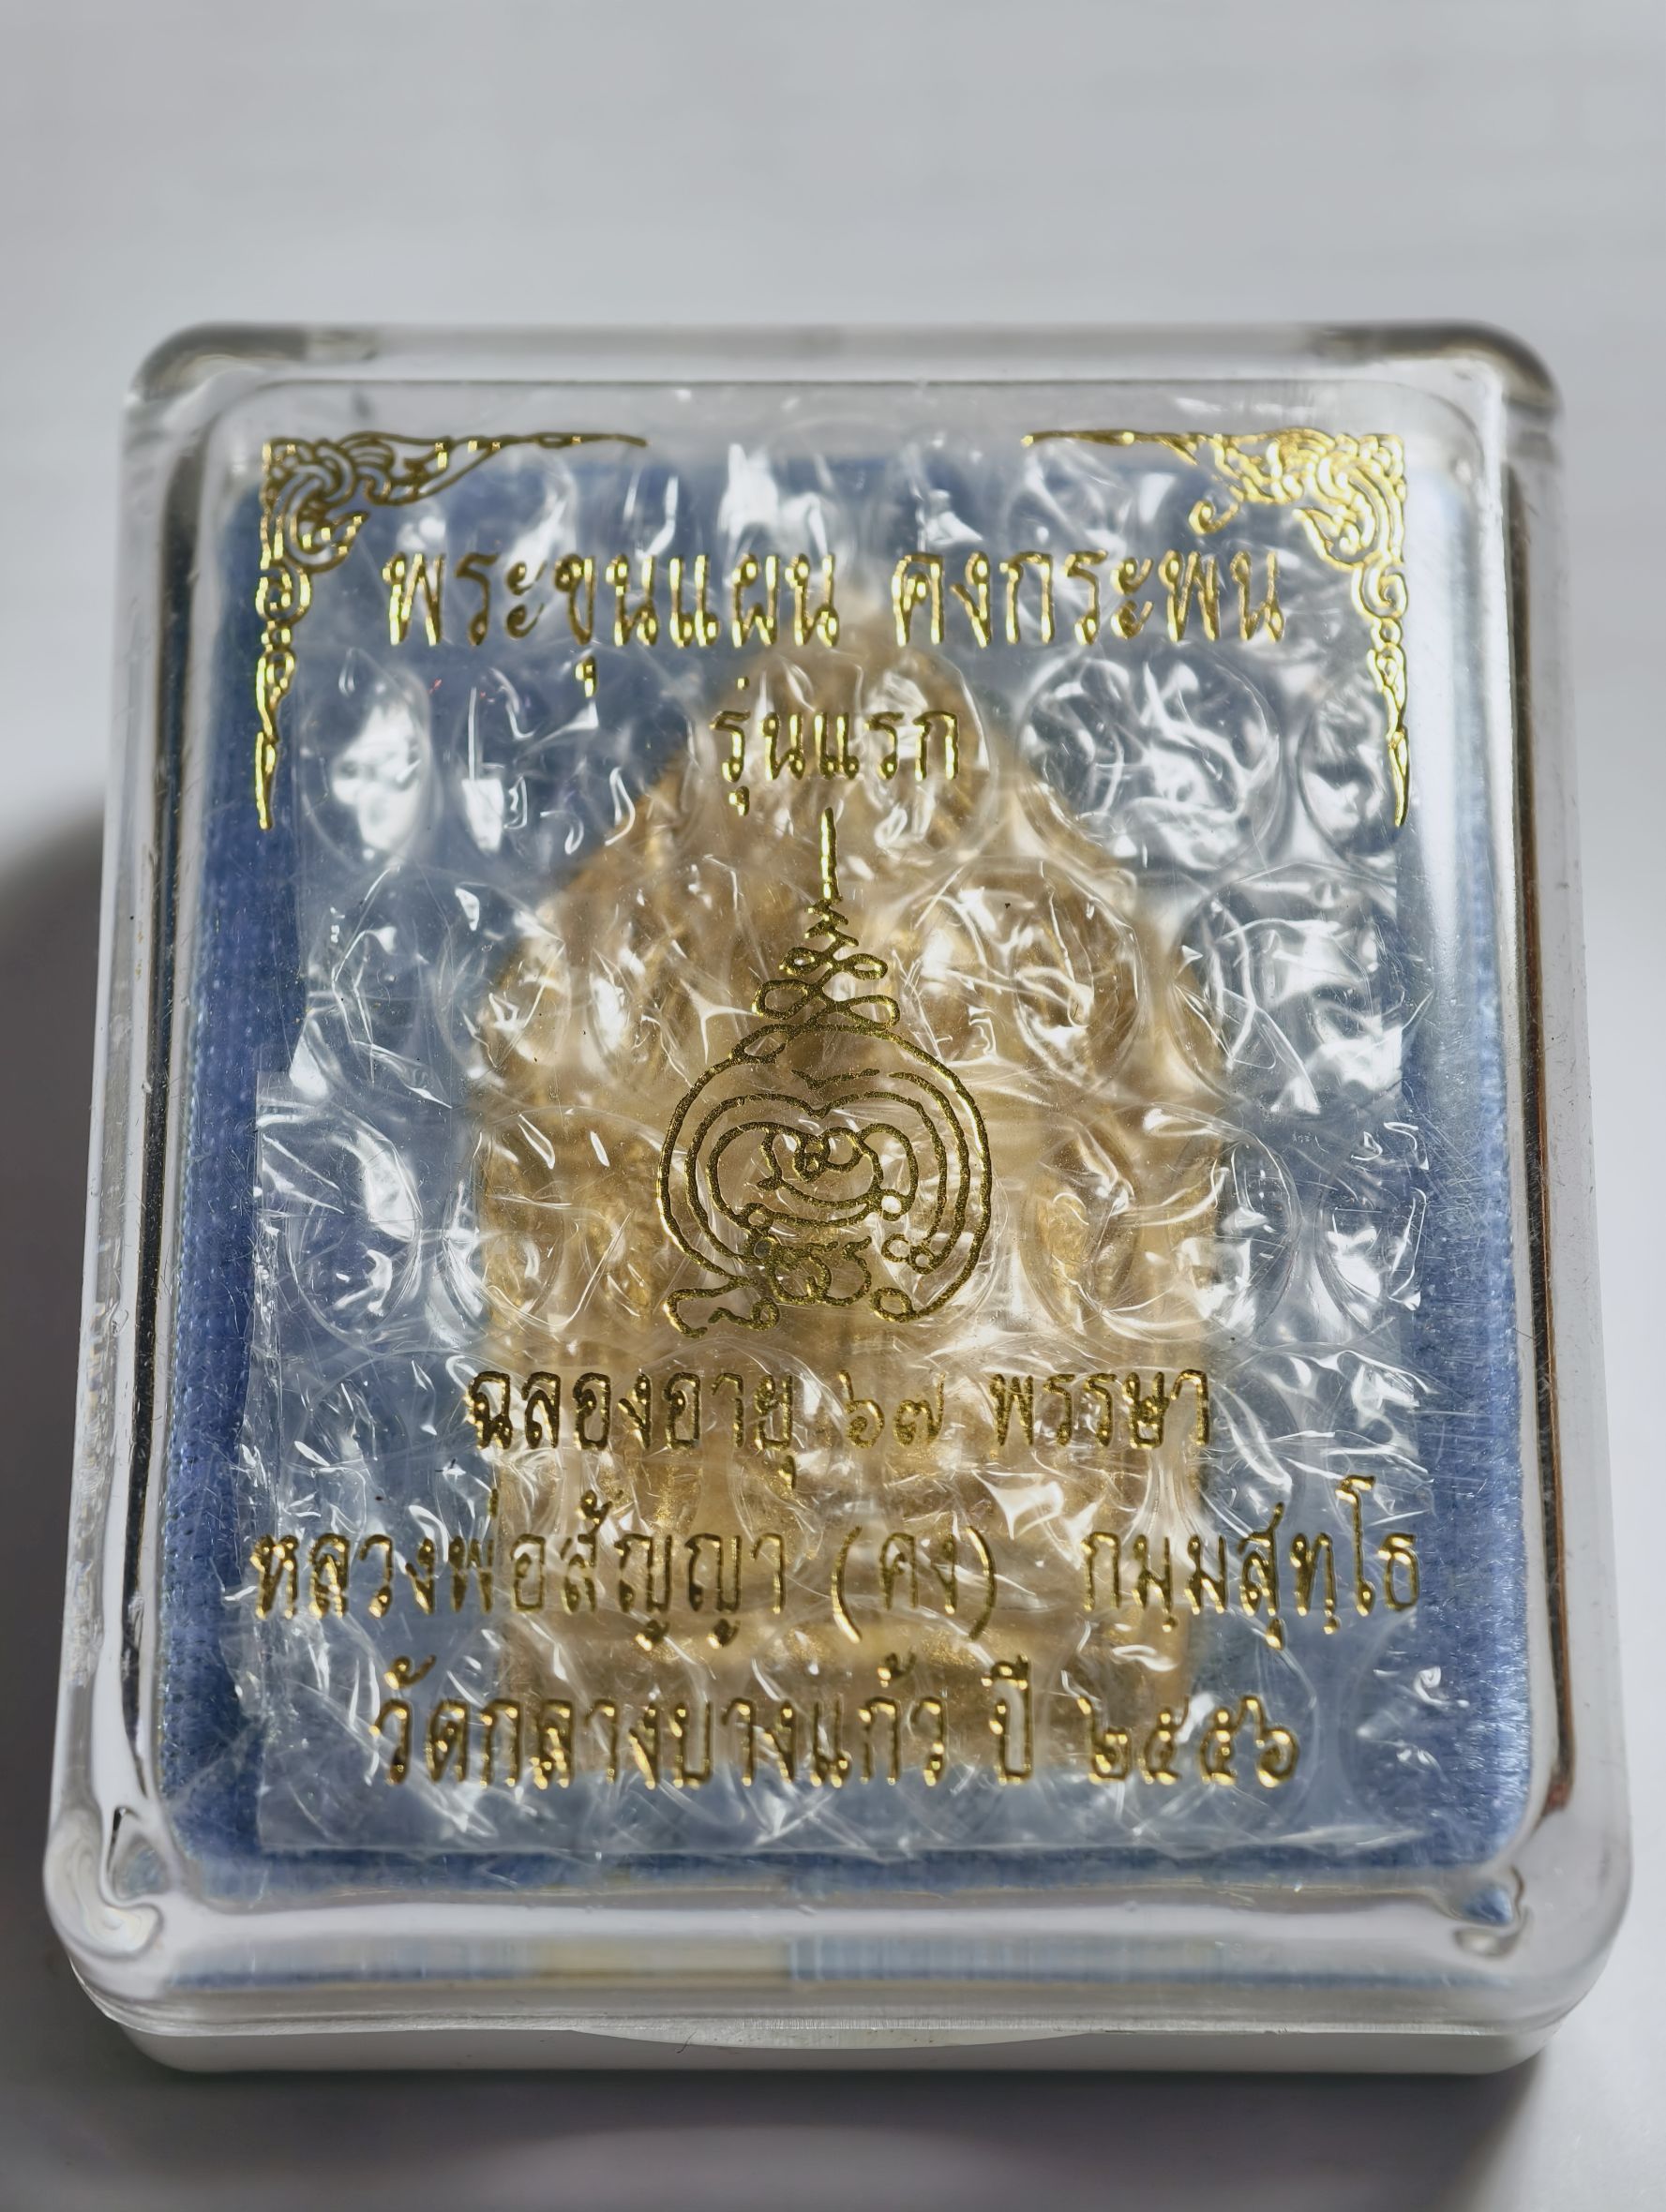 พระขุนแผน คงกระพัน
รุ่นแรก
ฉลองอายุ ๖๗ พรรษา
หลวงพ่อสัญญา (คง) กมฺมสุทฺโธ
วัดกลางบางแก้ว ปี ๒๕๕๖